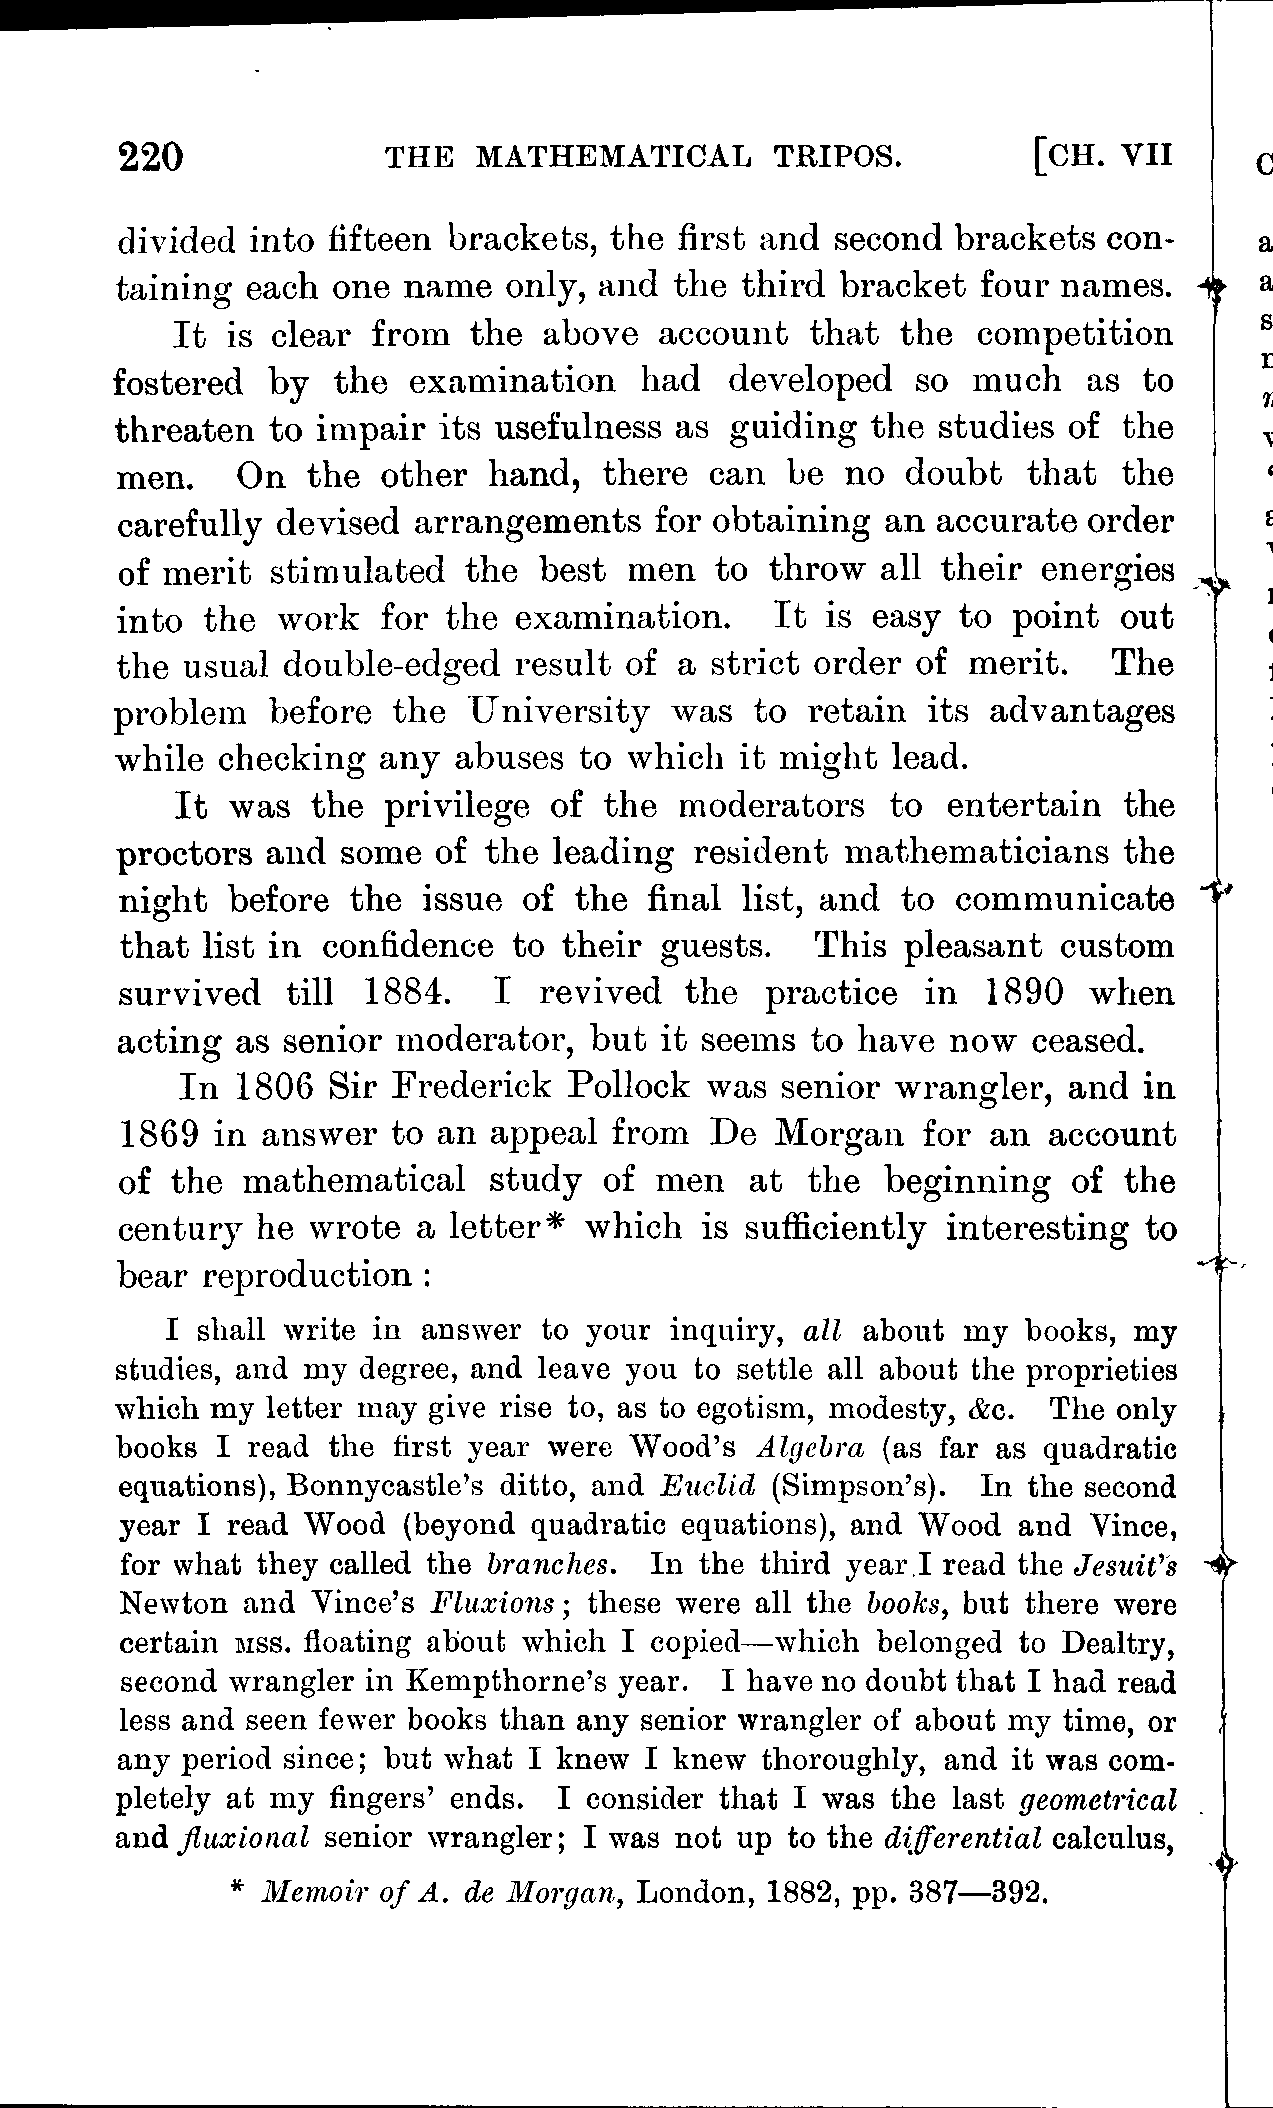 220 THE MATHEMATICAL TRIPOS. [CH. VII
divided into fifteen brackets, the first and second brackets con-
taining each one name only, and the third bracket four names.
It is clear from the above account that the competition
fostered by the examination had developed so much as to
threaten to impair its usefulness as guiding the studies of the
men. On the other hand, there can be no doubt that the
carefully devised arrangements for obtaining an accurate order
of merit stimulated the best men to throw all their energies
into the work for the examination. It is easy to point out
the usual double-edged result of a strict order of merit. The
problem before the University was to retain its advantages
while checking any abuses to which it might lead.
It was the privilege of the moderators to entertain the
proctors and some of the leading resident mathematicians the
night before the issue of the final list, and to communicate
that list in confidence to their guests. This pleasant custom
survived till 1884. I revived the practice in 1890 when
acting as senior moderator, but it seems to have now ceased.
In 1806 Sir Frederick Pollock was senior wrangler, and in
1869 in answer to an appeal from De Morgan for an account
of the mathematical study of men at the beginning of the
century he wrote a letter* which is sufficiently interesting to
bear reproduction :
I shall write in answer to your inquiry, all about my books, my
studies, and my degree, and leave you to settle all about the proprieties
which my letter may give rise to, as to egotism, modesty, &c. The only
books I read the first year were Wood's Algebra (as far as quadratic
equations), Bonnycastle's ditto, and Euclid (Simpson's). In the second
year I read Wood (beyond quadratic equations), and Wood and Vince,
for what they called the branches. In the third year I read the Jesuit's
Newton and Vince's Fluxions; these were all the books, but there were
certain MSS. floating about which I copied—which belonged to Dealtry,
second wrangler in Kempthorne's year. I have no doubt that I had read
less and seen fewer books than any senior wrangler of about my time, or
any period since; but what I knew I knew thoroughly, and it was com-
pletely at my fingers' ends. I consider that I was the last geometrical
and fluxional senior wrangler; I was not up to the differential calculus,
* Memoir of A. de Morgan, London, 1882, pp. 387—392.